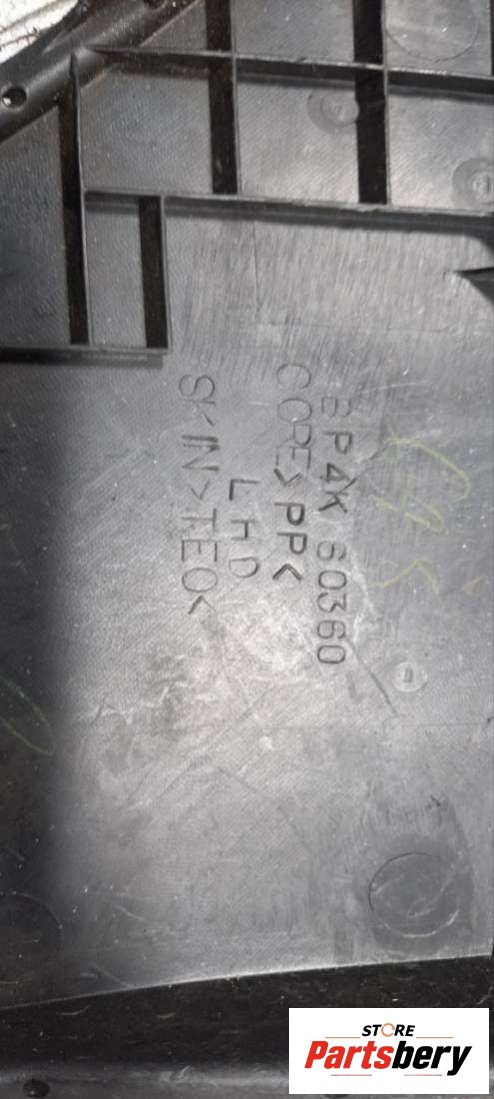 BP4K 60360
CORE>PP<
LHD
SKIN>TEO<
STORE
Partsbery